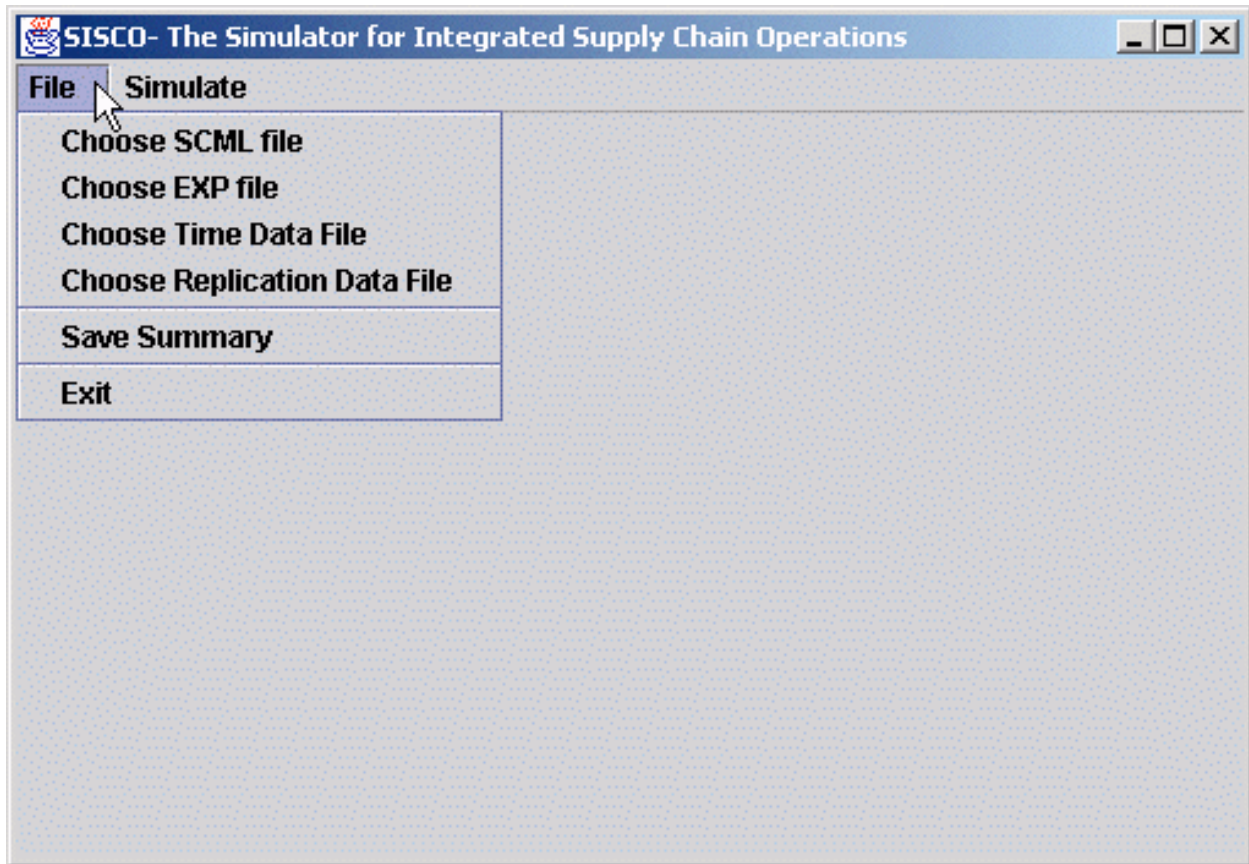 SISCO- The Simulator for Integrated Supply Chain Operations
File Simulate
Choose SCML file
Choose EXP file
Choose Time Data File
Choose Replication Data File
Save Summary
Exit